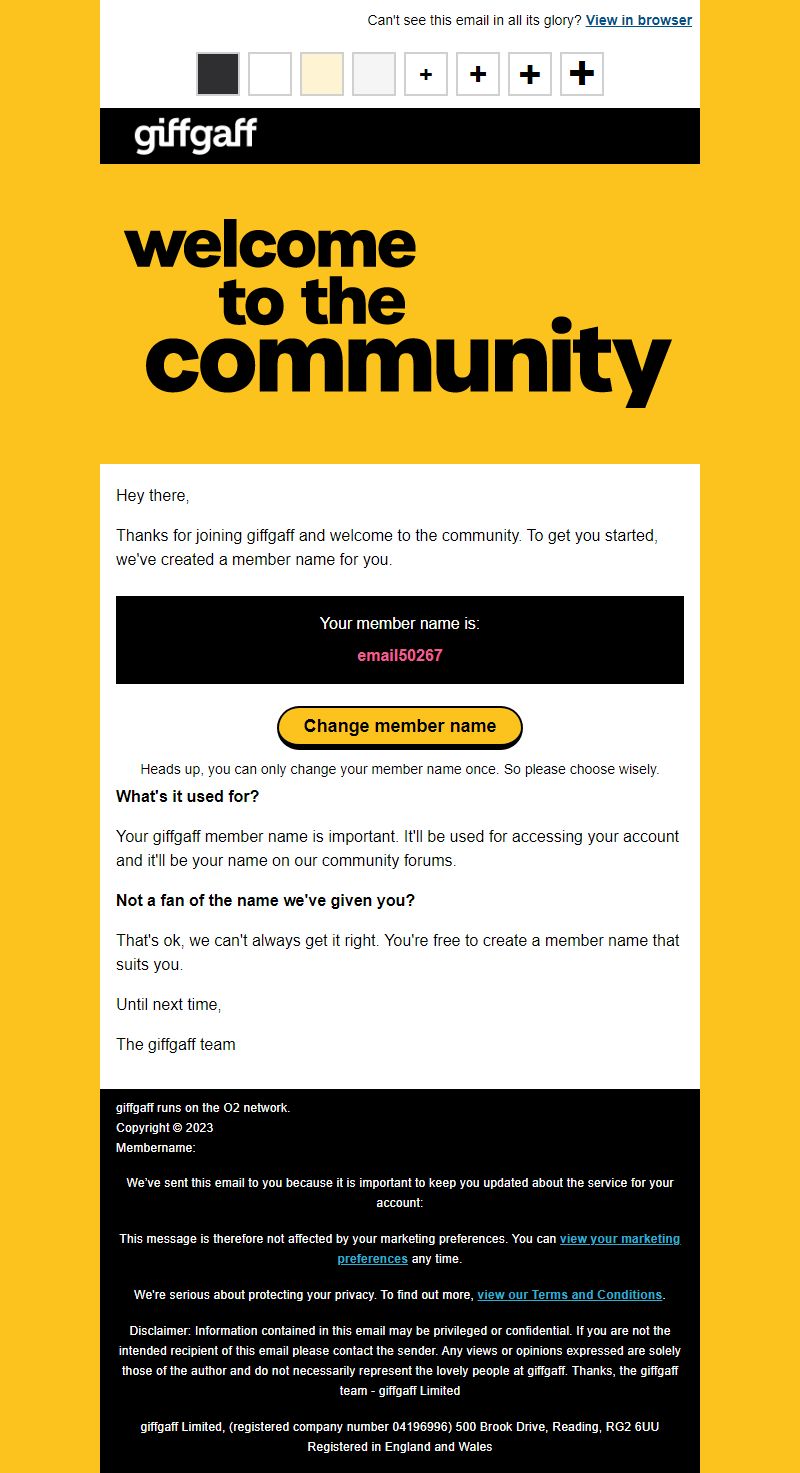 Can't see this email in all its glory? View in browser
+ + + +
giffgaff
welcome
to the
community
Hey there,
Thanks for joining giffgaff and welcome to the community. To get you started,
we've created a member name for you.
Your member name is:
email50267
Change member name
Heads up, you can only change your member name once. So please choose wisely.
What's it used for?
Your giffgaff member name is important. It'll be used for accessing your account
and it'll be your name on our community forums.
Not a fan of the name we've given you?
That's ok, we can't always get it right. You're free to create a member name that
suits you.
Until next time,
The giffgaff team
giffgaff runs on the O2 network.
Copyright © 2023
Membername:
We've sent this email to you because it is important to keep you updated about the service for your
account:
This message is therefore not affected by your marketing preferences. You can view your marketing
preferences any time.
We're serious about protecting your privacy. To find out more, view our Terms and Conditions.
Disclaimer: Information contained in this email may be privileged or confidential. If you are not the
intended recipient of this email please contact the sender. Any views or opinions expressed are solely
those of the author and do not necessarily represent the lovely people at giffgaff. Thanks, the giffgaff
team - giffgaff Limited
giffgaff Limited, (registered company number 04196996) 500 Brook Drive, Reading, RG2 6UU
Registered in England and Wales